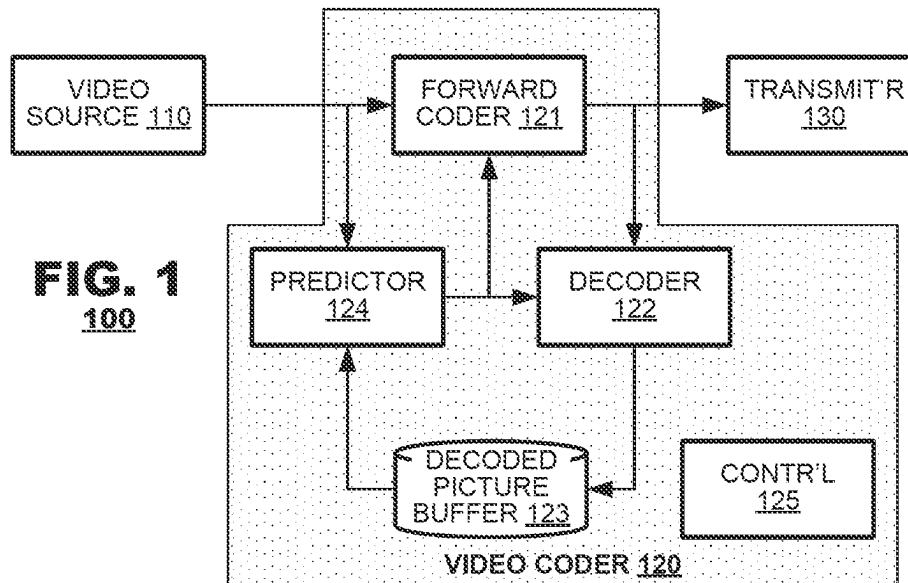 VIDEO
SOURCE 110
FORWARD
CODER 121
TRANSMIT'R
130
FIG. 1
100
PREDICTOR
124
DECODER
122
DECODED
PICTURE
BUFFER 123
CONTR'L
125
VIDEO CODER 120